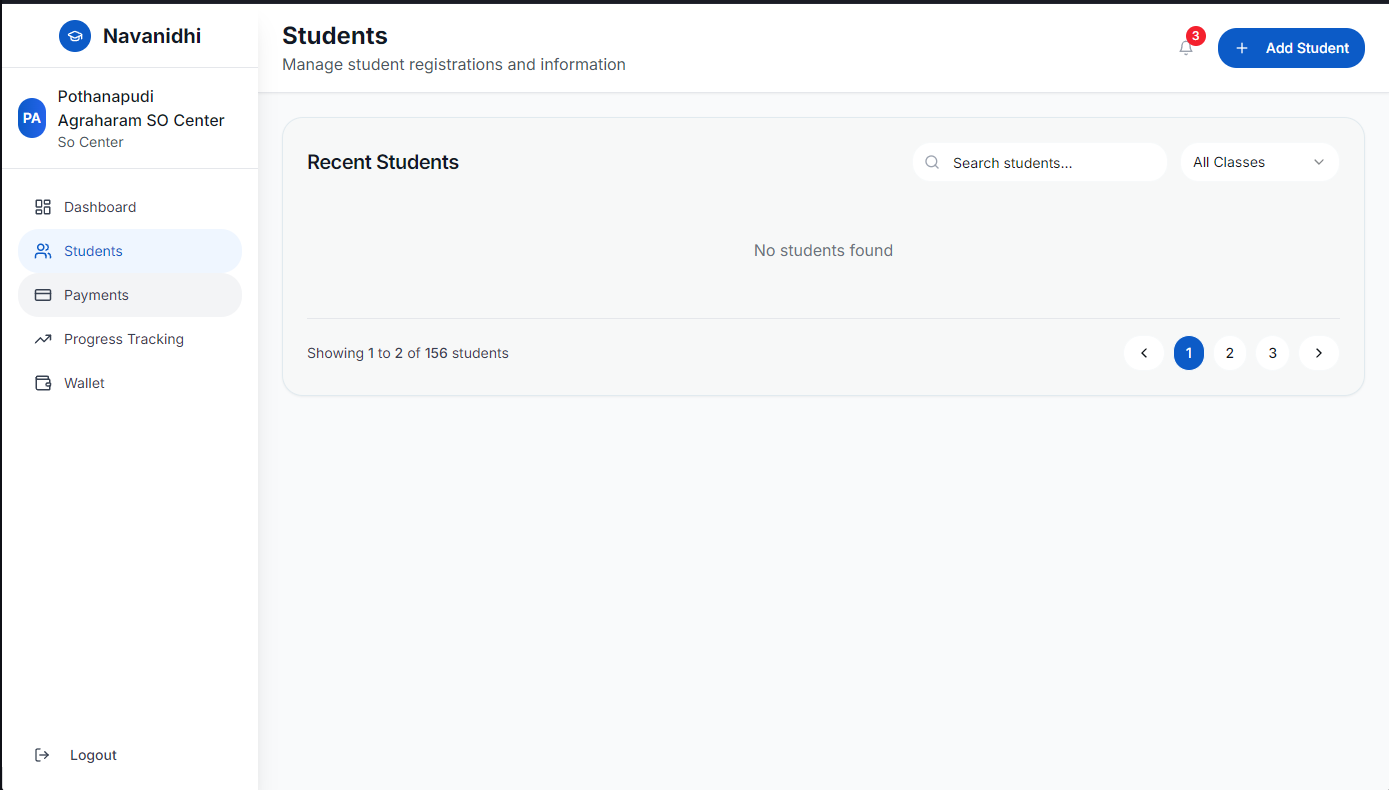 Navanidhi
PA
Pothanapudi
Agraharam SO Center
So Center
Dashboard
Students
Payments
Progress Tracking
Wallet
Logout
Students
Manage student registrations and information
3
Add Student
Recent Students
Search students...
All Classes
No students found
Showing 1 to 2 of 156 students
1
2
3